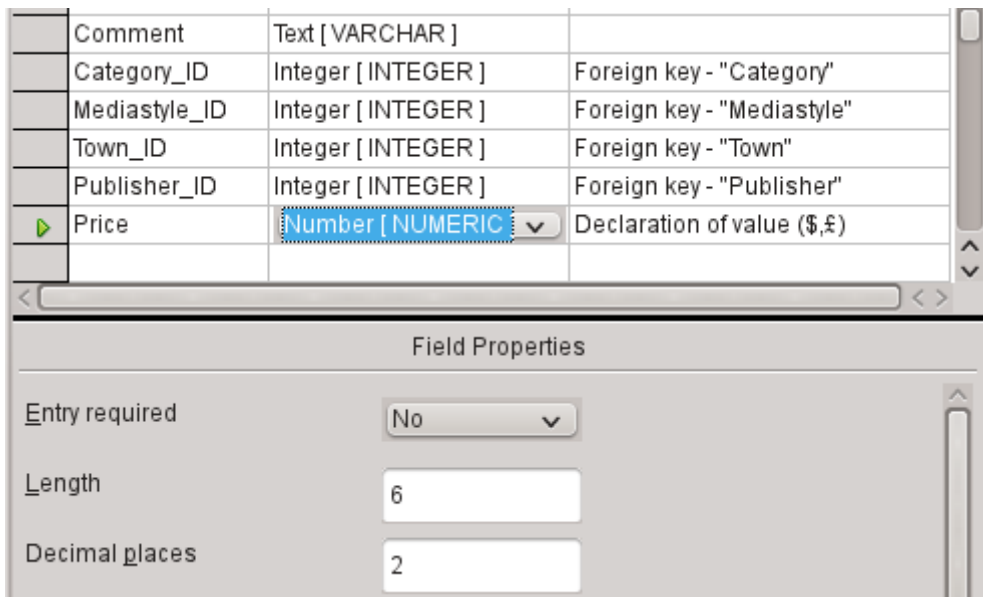 Comment Text [ VARCHAR ]
Category_ID Integer [ INTEGER ] Foreign key - "Category"
Mediastyle_ID Integer [ INTEGER ] Foreign key - "Mediastyle"
Town_ID Integer [ INTEGER ] Foreign key - "Town"
Publisher_ID Integer [ INTEGER ] Foreign key - "Publisher"
Price Number [ NUMERIC Declaration of value ($,£)
Field Properties
Entry required No
Length 6
Decimal places 2